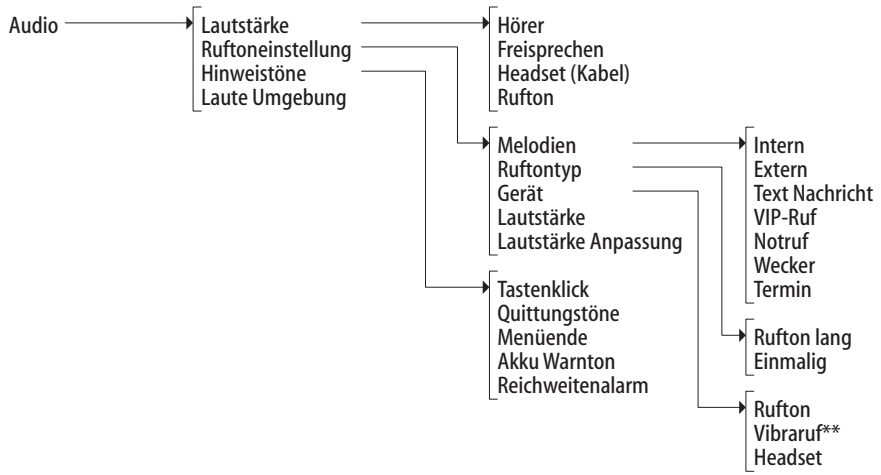 Audio
Lautstärke
Ruftoneinstellung
Hinweistöne
Laute Umgebung
Hörer
Freisprechen
Headset (Kabel)
Rufton
Melodien
Ruftontyp
Gerät
Lautstärke
Lautstärke Anpassung
Intern
Extern
Text Nachricht
VIP-Ruf
Notruf
Wecker
Termin
Tastenklick
Quittungstöne
Menüende
Akku Warnton
Reichweitenalarm
Rufton lang
Einmalig
Rufton
Vibraruf**
Headset